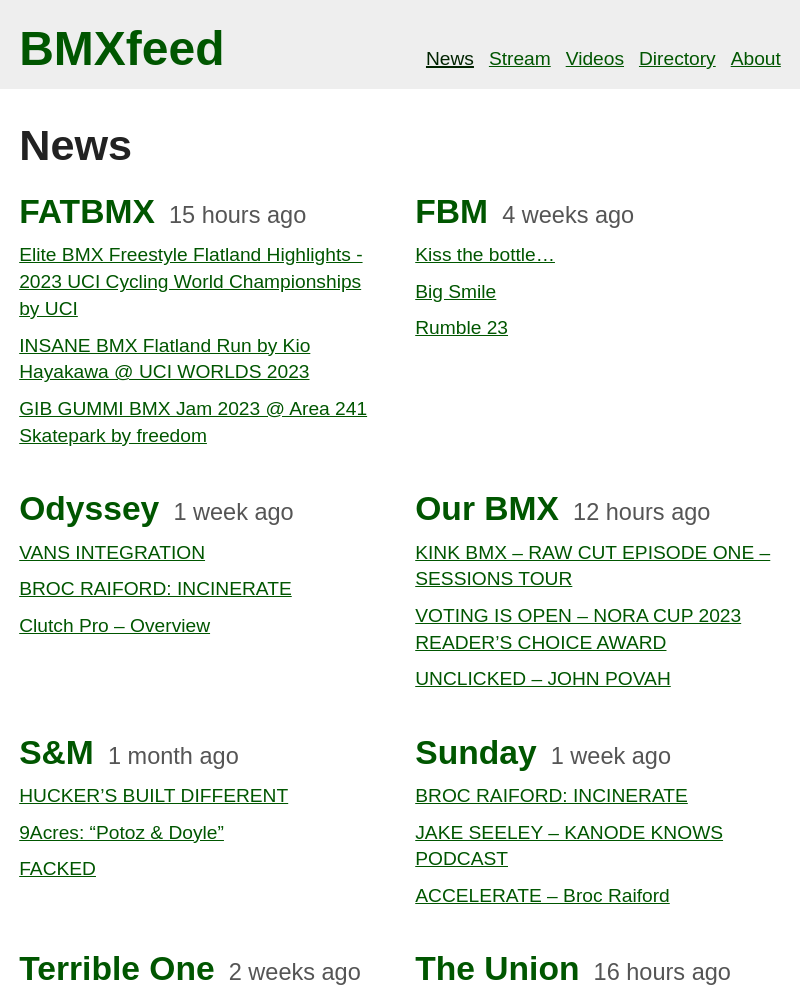 BMXfeed
News Stream Videos Directory About
News
FATBMX 15 hours ago
Elite BMX Freestyle Flatland Highlights -
2023 UCI Cycling World Championships
by UCI
INSANE BMX Flatland Run by Kio
Hayakawa @ UCI WORLDS 2023
GIB GUMMI BMX Jam 2023 @ Area 241
Skatepark by freedom
FBM 4 weeks ago
Kiss the bottle…
Big Smile
Rumble 23
Odyssey 1 week ago
VANS INTEGRATION
BROC RAIFORD: INCINERATE
Clutch Pro – Overview
Our BMX 12 hours ago
KINK BMX – RAW CUT EPISODE ONE –
SESSIONS TOUR
VOTING IS OPEN – NORA CUP 2023
READER’S CHOICE AWARD
UNCLICKED – JOHN POVAH
S&M 1 month ago
HUCKER’S BUILT DIFFERENT
9Acres: “Potoz & Doyle”
FACKED
Sunday 1 week ago
BROC RAIFORD: INCINERATE
JAKE SEELEY – KANODE KNOWS
PODCAST
ACCELERATE – Broc Raiford
Terrible One 2 weeks ago
The Union 16 hours ago